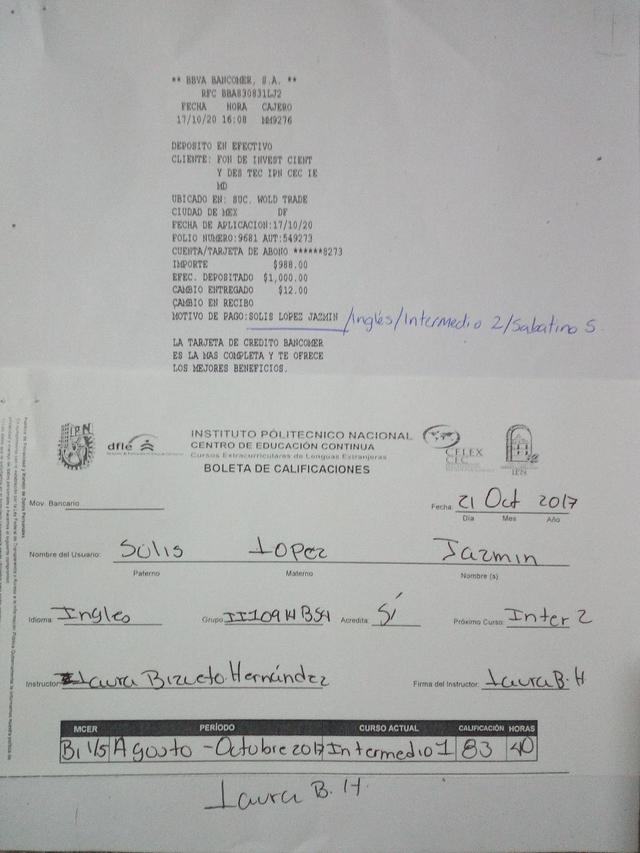 ** BBVA BANCOMER, S.A. **
RFC BBA830831LJ2
FECHA HORA CAJERO
17/10/20 16:08 MM9276
DEPOSITO EN EFECTIVO
CLIENTE: FON DE INVEST CIENT
Y DES TEC IPN CEC IE
MD
UBICADO EN: SUC. WOLD TRADE
CIUDAD DE MEX DF
FECHA DE APLICACION:17/10/20
FOLIO NUMERO:9681 AUT:549273
CUENTA/TARJETA DE ABONO ******8273
IMPORTE $988.00
EFEC. DEPOSITADO $1,000.00
CAMBIO ENTREGADO $12.00
CAMBIO EN RECIBO
MOTIVO DE PAGO:SOLIS LOPEZ JAZMIN /Inglés/Intermedio 2/Sabatino 5
LA TARJETA DE CREDITO BANCOMER
ES LA MAS COMPLETA Y TE OFRECE
LOS MEJORES BENEFICIOS.
IPN dfle INSTITUTO POLITECNICO NACIONAL
CENTRO DE EDUCACIÓN CONTINUA CELEX
Cursos Extracurriculares de Lenguas Extranjeras CEC
BOLETA DE CALIFICACIONES IPN
Mov. Bancario Fecha: 21 Oct 2017
Día Mes Año
Nombre del Usuario: Solis Lopez Jazmin
Paterno Materno Nombre (s)
Idioma: Ingles Grupo: Acredita: Sí Próximo Curso: Inter 2
Instructor: Laura Hernández Firma del Instructor: Laura B. H
MCER PERÍODO CURSO ACTUAL CALIFICACIÓN HORAS
Agosto - Octubre 2017 Intermedio 1 83 40
Laura B. H.